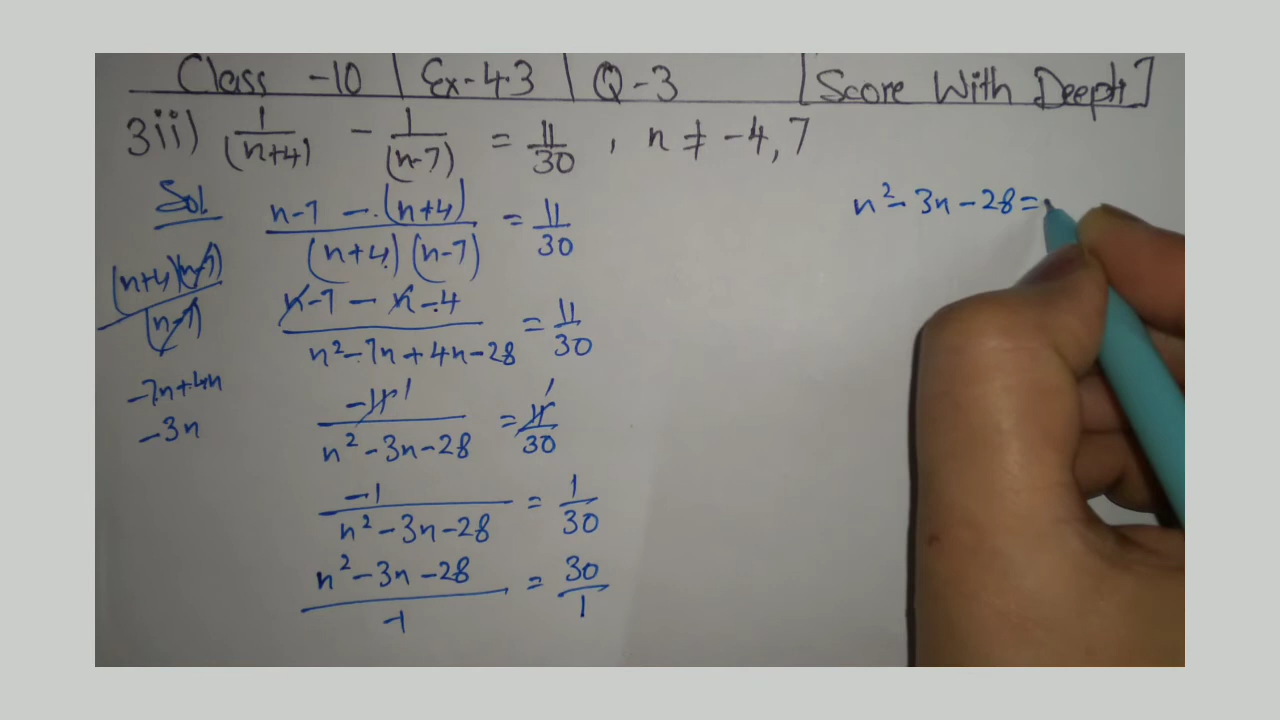 Class -10 | Ex-4.3 | Q-3 [Score With Deepti]
3ii) 1/(n+4) - 1/(n-7) = 11/30 , n ≠ -4, 7
Sol
(n-7 - (n+4))/((n+4)(n-7)) = 11/30
(n+4)(n-7)/(n-7)
(n-7 - n-4)/(n²-7n+4n-28) = 11/30
-7n+4n
-3n
-11 1/(n²-3n-28) = 11 1/30
-1/(n²-3n-28) = 1/30
(n²-3n-28)/-1 = 30/1
n²-3n-28=